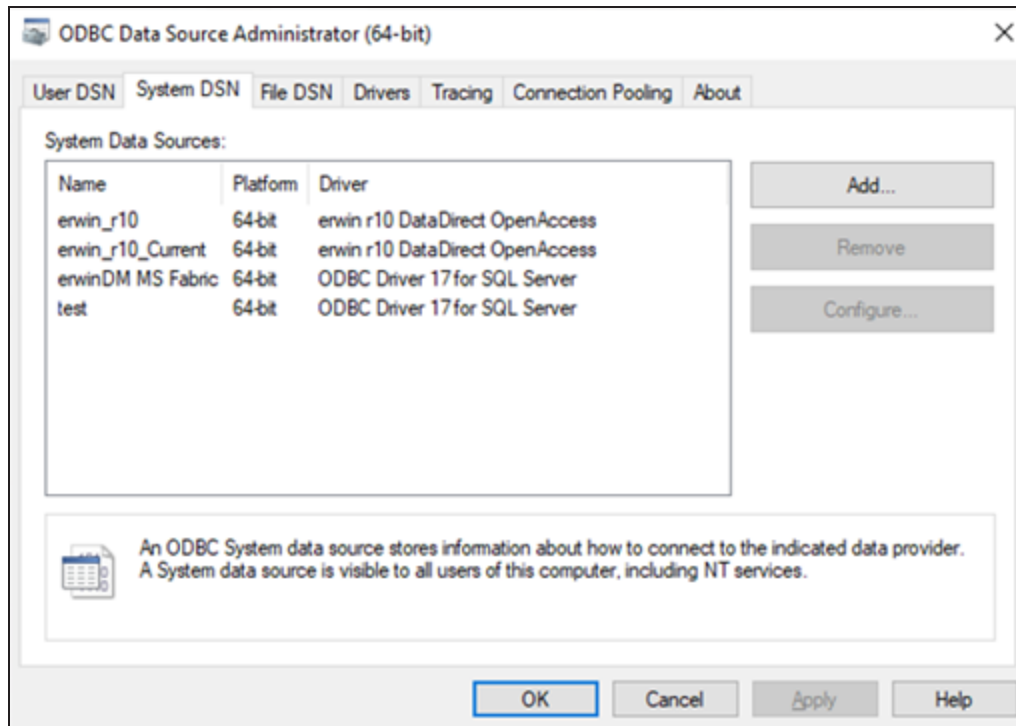 ODBC Data Source Administrator (64-bit)
User DSN System DSN File DSN Drivers Tracing Connection Pooling About
System Data Sources:
Name Platform Driver
erwin_r10 64-bit erwin r10 DataDirect OpenAccess
erwin_r10_Current 64-bit erwin r10 DataDirect OpenAccess
erwinDM MS Fabric 64-bit ODBC Driver 17 for SQL Server
test 64-bit ODBC Driver 17 for SQL Server
Add...
Remove
Configure...
An ODBC System data source stores information about how to connect to the indicated data provider.
A System data source is visible to all users of this computer, including NT services.
OK Cancel Apply Help